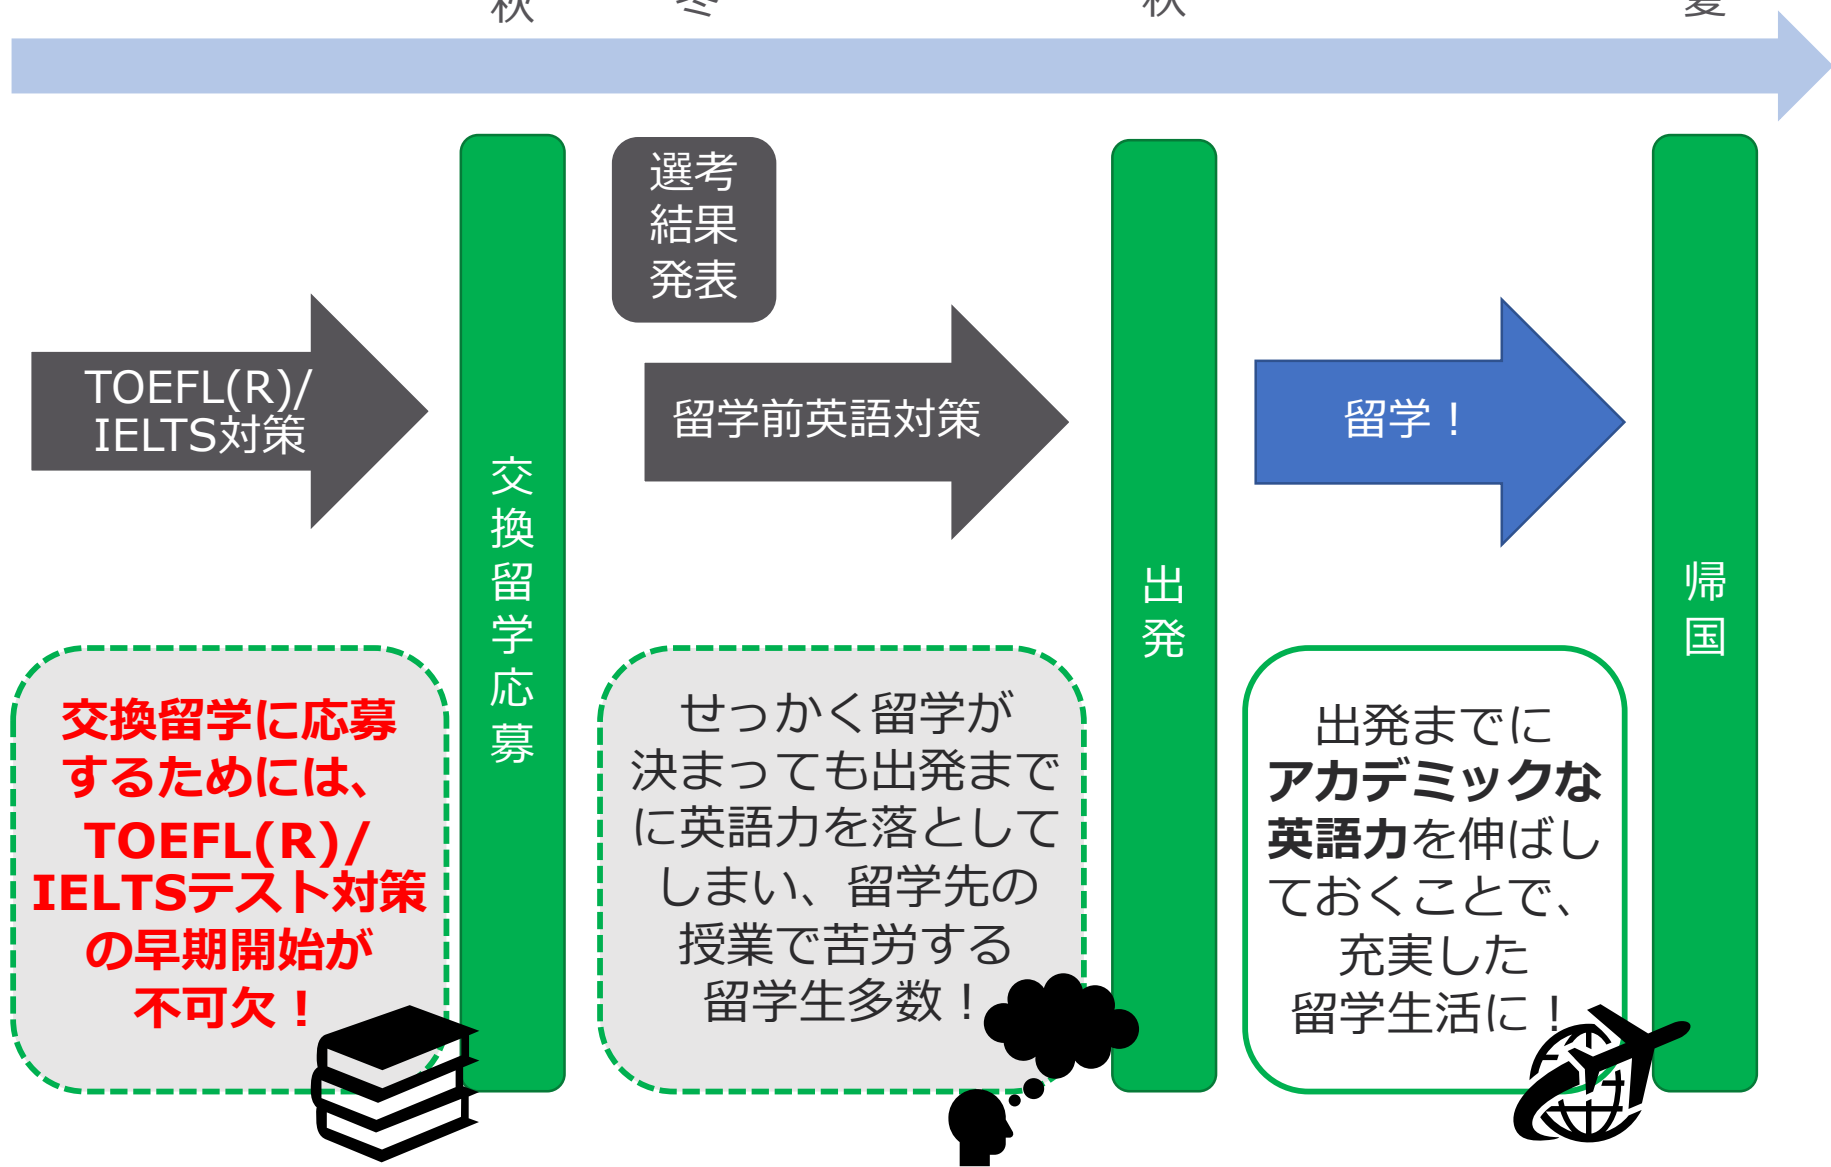 秋
冬
秋
夏
選考
結果
発表
TOEFL(R)/
IELTS対策
交換留学応募
留学前英語対策
出発
留学！
帰国
交換留学に応募
するためには、
TOEFL(R)/
IELTSテスト対策
の早期開始が
不可欠！
せっかく留学が
決まっても出発まで
に英語力を落として
しまい、留学先の
授業で苦労する
留学生多数！
出発までに
アカデミックな
英語力を伸ばし
ておくことで、
充実した
留学生活に！